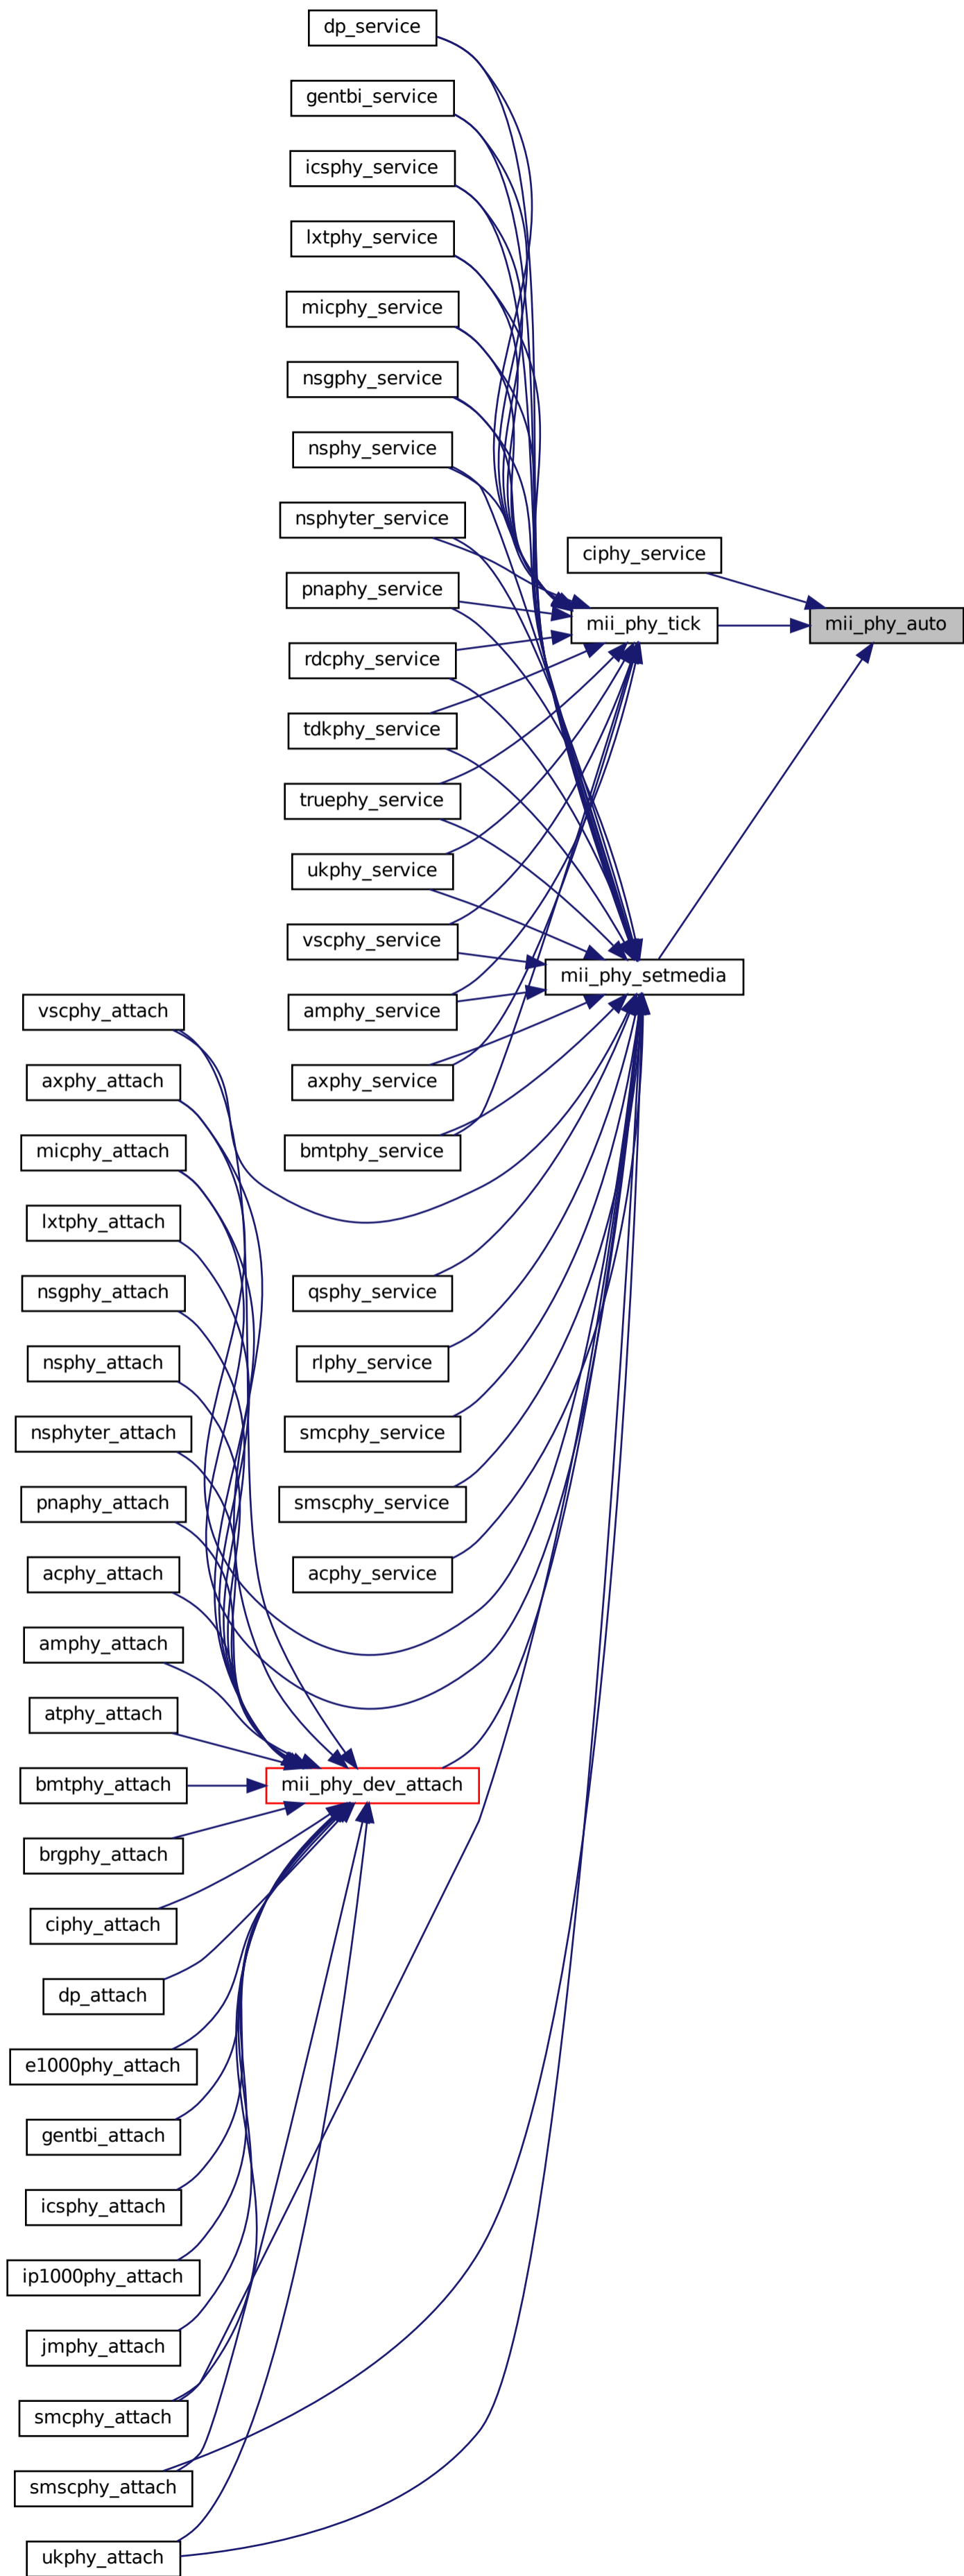 dp_service
gentbi_service
icsphy_service
lxtphy_service
micphy_service
nsgphy_service
nsphy_service
nsphyter_service
ciphy_service
pnaphy_service
mii_phy_tick
mii_phy_auto
rdcphy_service
tdkphy_service
truephy_service
ukphy_service
vscphy_service
mii_phy_setmedia
vscphy_attach
amphy_service
axphy_attach
axphy_service
micphy_attach
bmtphy_service
lxtphy_attach
nsgphy_attach
qsphy_service
nsphy_attach
rlphy_service
nsphyter_attach
smcphy_service
pnaphy_attach
smscphy_service
acphy_attach
acphy_service
amphy_attach
atphy_attach
bmtphy_attach
mii_phy_dev_attach
brgphy_attach
ciphy_attach
dp_attach
e1000phy_attach
gentbi_attach
icsphy_attach
ip1000phy_attach
jmphy_attach
smcphy_attach
smscphy_attach
ukphy_attach